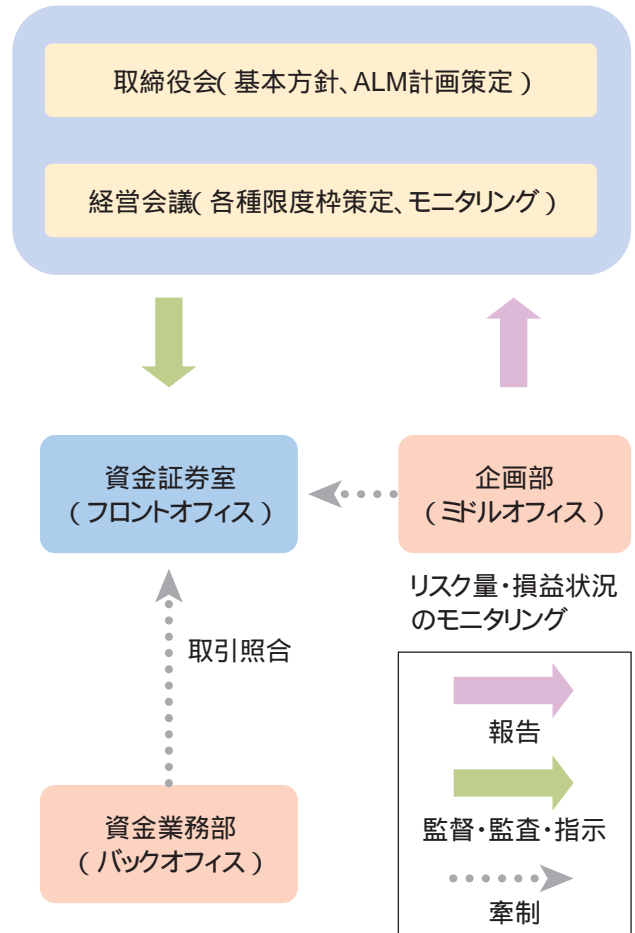 取締役会（基本方針、ALM計画策定）
経営会議（各種限度枠策定、モニタリング）
資金証券室
（フロントオフィス）
企画部
（ミドルオフィス）
リスク量・損益状況
のモニタリング
取引照合
資金業務部
（バックオフィス）
報告
監督・監査・指示
牽制